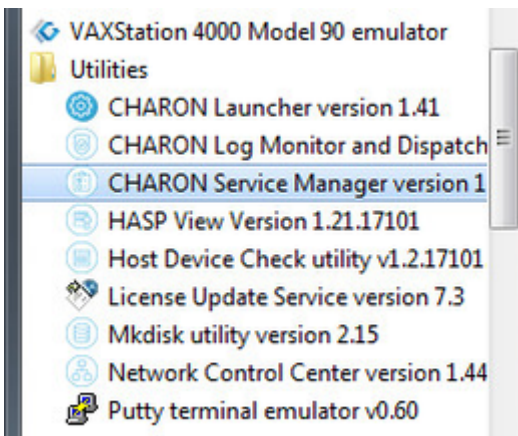 VAXStation 4000 Model 90 emulator
Utilities
CHARON Launcher version 1.41
CHARON Log Monitor and Dispatch
CHARON Service Manager version 1
HASP View Version 1.21.17101
Host Device Check utility v1.2.17101
License Update Service version 7.3
Mkdisk utility version 2.15
Network Control Center version 1.44
Putty terminal emulator v0.60